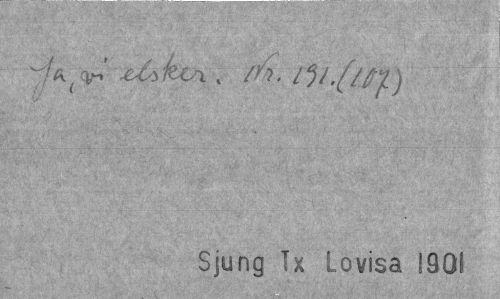 Ja, vi elsker. Nr. 191. (107)
Sjung Tx Lovisa 1901